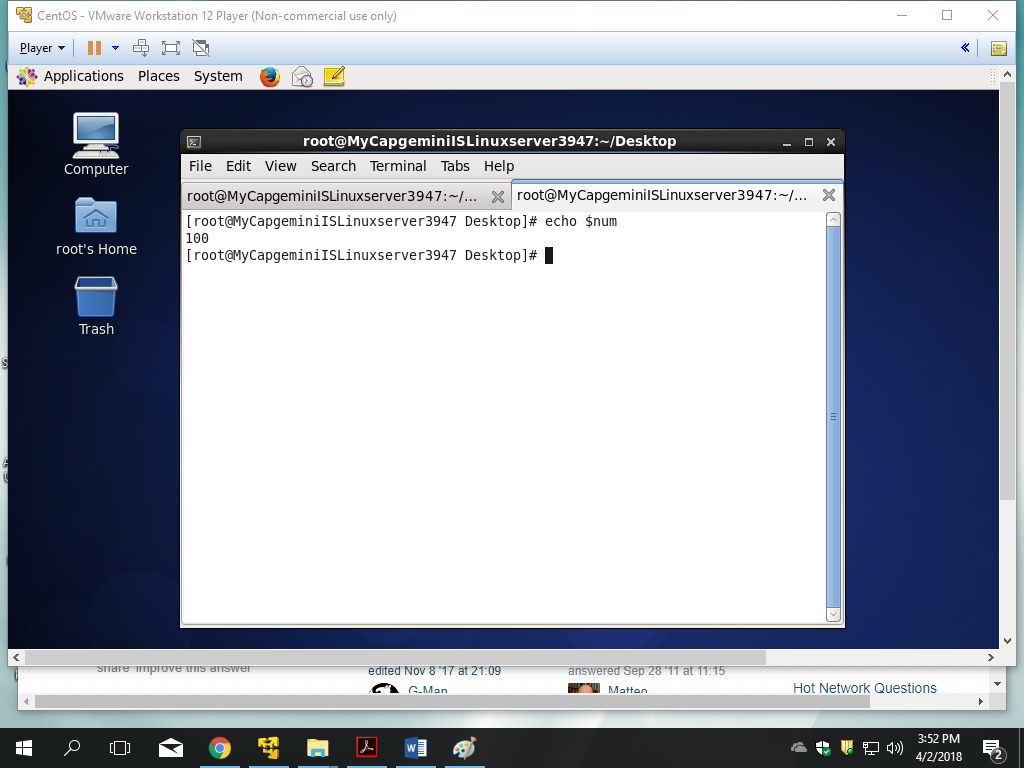 CentOS - VMware Workstation 12 Player (Non-commercial use only)
Player
Applications Places System
Computer
root's Home
Trash
root@MyCapgeminiISLinuxserver3947:~/Desktop
File Edit View Search Terminal Tabs Help
root@MyCapgeminiISLinuxserver3947:~/... root@MyCapgeminiISLinuxserver3947:~/...
[root@MyCapgeminiISLinuxserver3947 Desktop]# echo $num
100
[root@MyCapgeminiISLinuxserver3947 Desktop]#
share improve this answer
edited Nov 8 '17 at 21:09
answered Sep 28 '11 at 11:15
G-Man
Matteo
Hot Network Questions
3:52 PM
4/2/2018
2